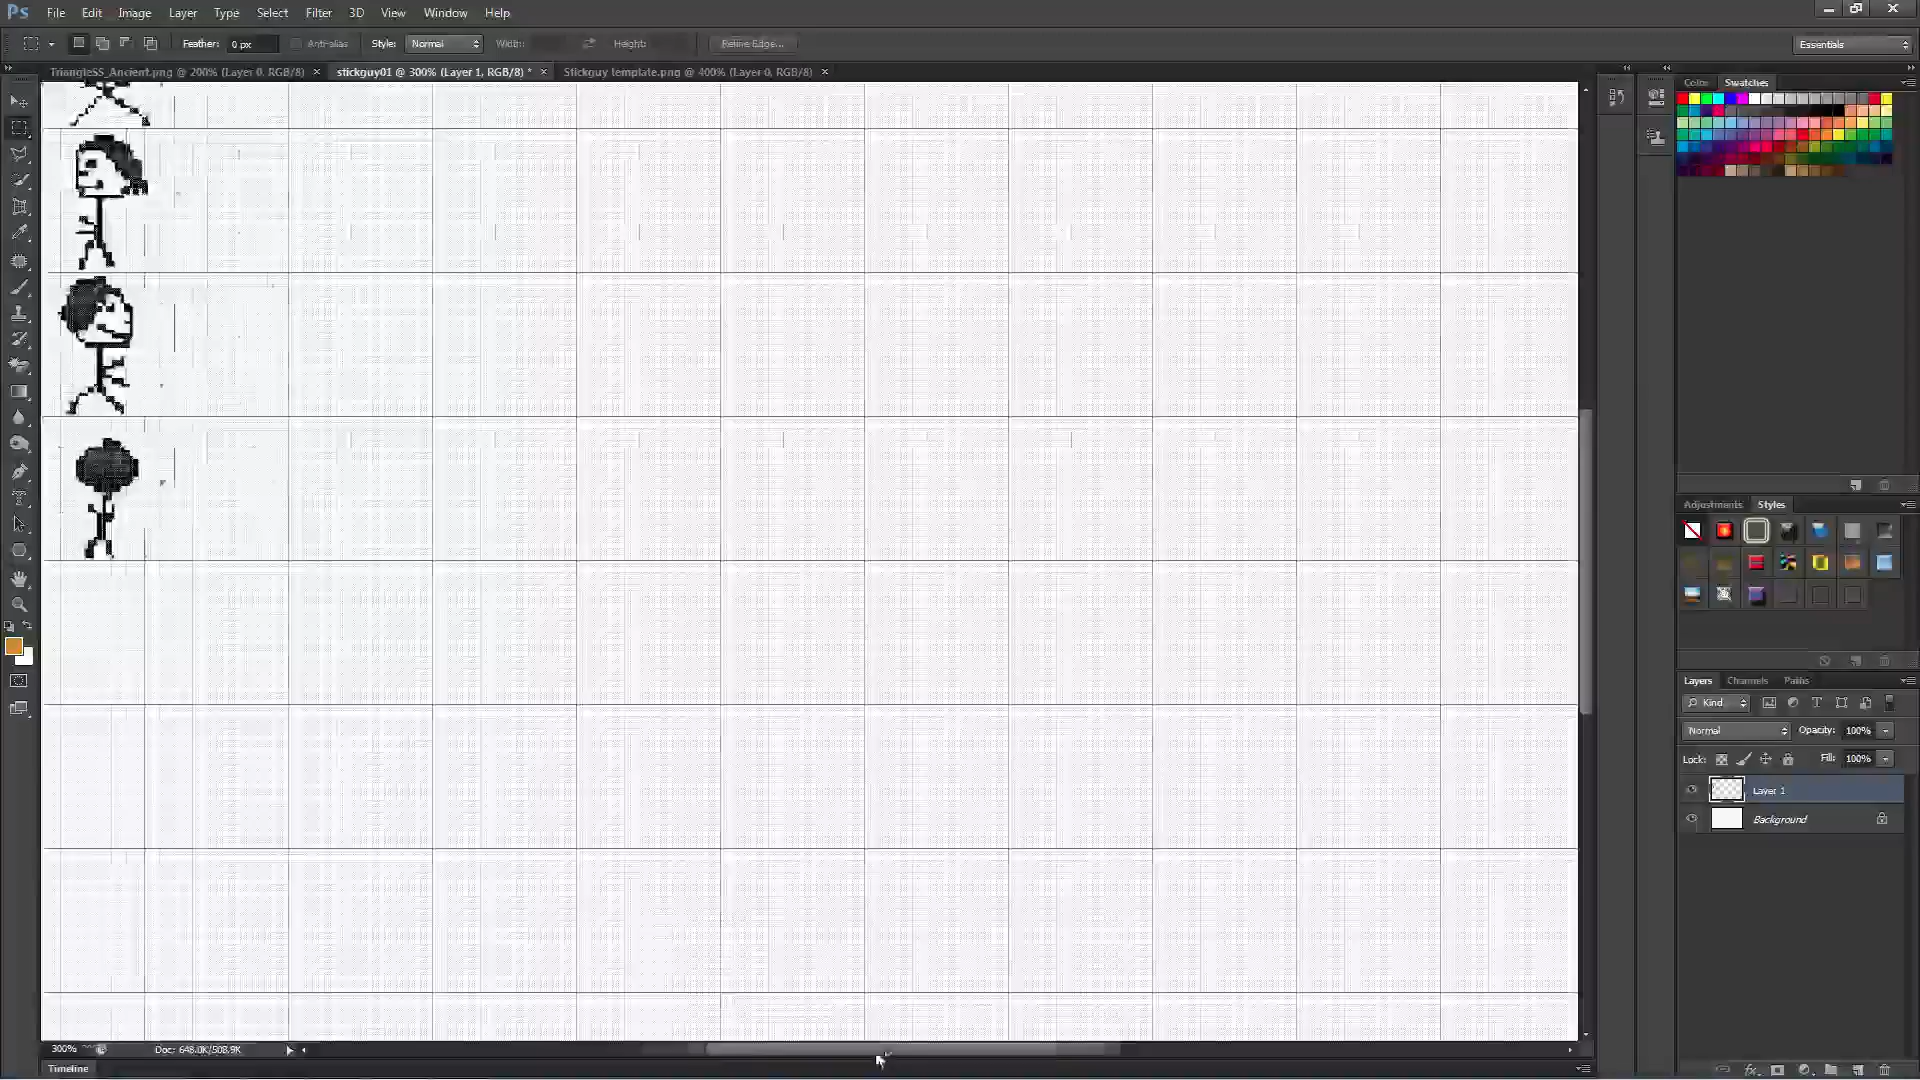 Ps File Edit Image Layer Type Select Filter 3D View Window Help
Feather: 0 px Anti-alias Style: Normal Width: Height: Refine Edge... Essentials
TriangleSS_Ancient.png @ 200% (Layer 0, RGB/8) × stickguy01 @ 300% (Layer 1, RGB/8) * × Stickguy template.png @ 400% (Layer 0, RGB/8) ×
Color Swatches
Adjustments Styles
Layers Channels Paths
Kind
Normal Opacity: 100%
Lock: Fill: 100%
Layer 1
Background
300% Doc: 648.0K/508.9K
Timeline